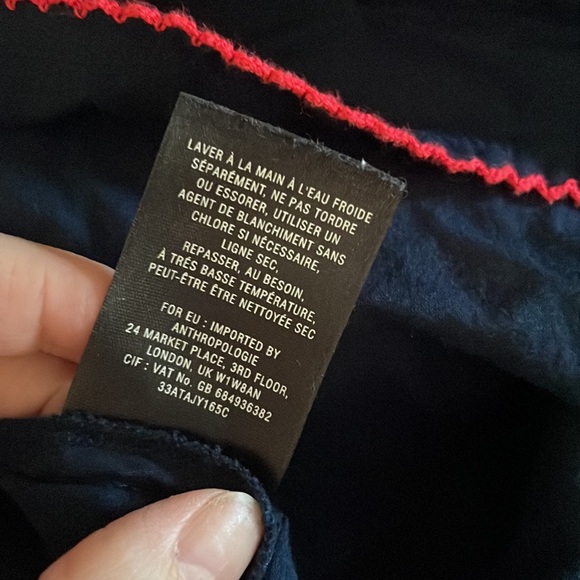 LAVER À LA MAIN À L'EAU FROIDE
SÉPARÉMENT, NE PAS TORDRE
OU ESSORER, UTILISER UN
AGENT DE BLANCHIMENT SANS
CHLORE SI NÉCESSAIRE,
LIGNE SEC,
REPASSER, AU BESOIN,
À TRÉS BASSE TEMPÉRATURE,
PEUT-ÊTRE ÊTRE NETTOYÉE SEC
FOR EU : IMPORTED BY
ANTHROPOLOGIE
24 MARKET PLACE, 3RD FLOOR,
LONDON, UK W1W8AN
CIF : VAT No. GB 684936382
33ATAJY165C